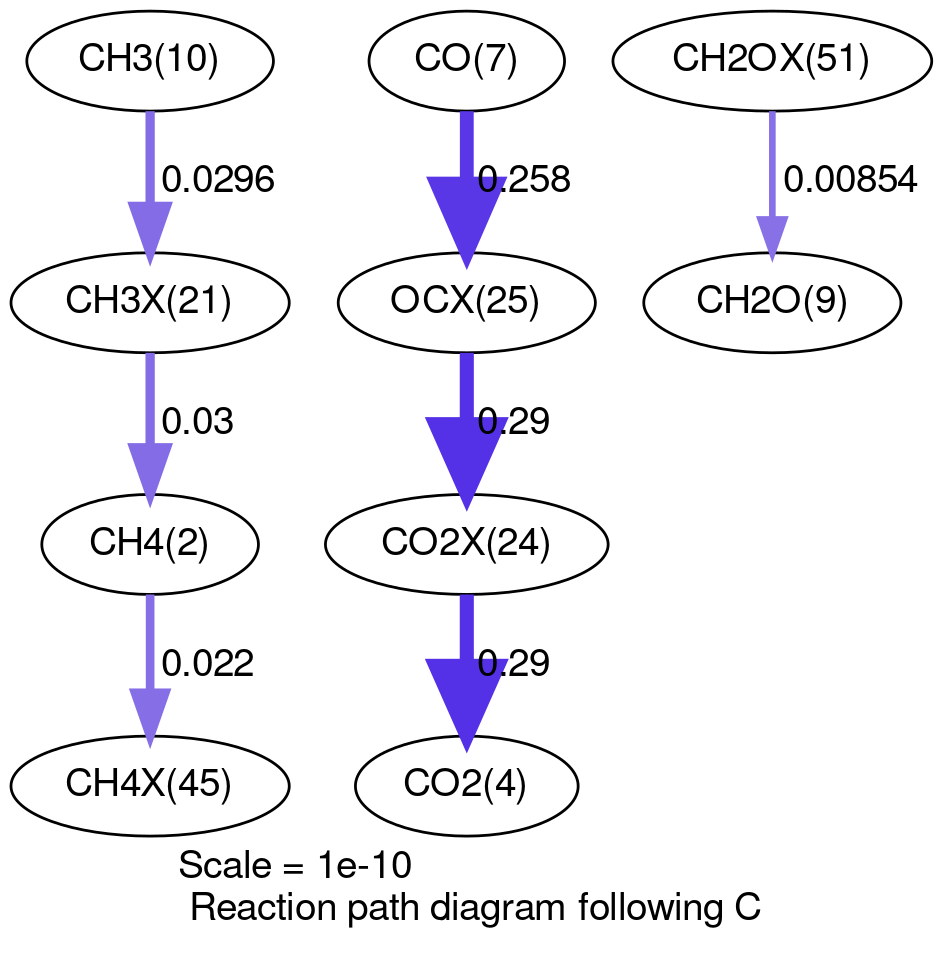 CH3(10)
CO(7)
CH2OX(51)
0.0296
0.258
0.00854
CH3X(21)
OCX(25)
CH2O(9)
0.03
0.29
CH4(2)
CO2X(24)
0.022
0.29
CH4X(45)
CO2(4)
Scale = 1e-10
Reaction path diagram following C